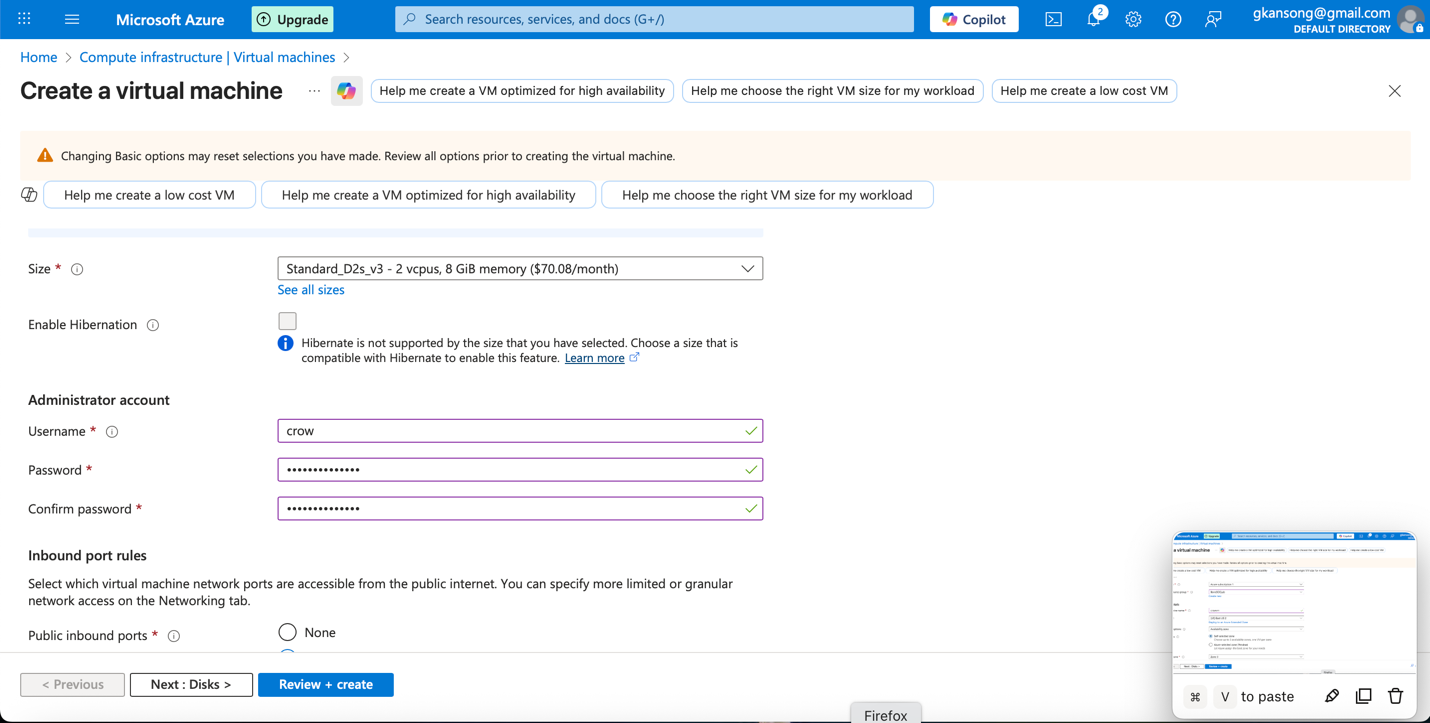 Microsoft Azure
Upgrade
Search resources, services, and docs (G+/)
Copilot
2
gkansong@gmail.com
DEFAULT DIRECTORY
Home > Compute infrastructure | Virtual machines >
Create a virtual machine
...
Help me create a VM optimized for high availability
Help me choose the right VM size for my workload
Help me create a low cost VM
Changing Basic options may reset selections you have made. Review all options prior to creating the virtual machine.
Help me create a low cost VM
Help me create a VM optimized for high availability
Help me choose the right VM size for my workload
Size *
Standard_D2s_v3 - 2 vcpus, 8 GiB memory ($70.08/month)
See all sizes
Enable Hibernation
Hibernate is not supported by the size that you have selected. Choose a size that is
compatible with Hibernate to enable this feature. Learn more
Administrator account
Username *
crow
Password *
••••••••••••••
Confirm password *
••••••••••••••
Inbound port rules
Select which virtual machine network ports are accessible from the public internet. You can specify more limited or granular
network access on the Networking tab.
Public inbound ports *
None
< Previous
Next : Disks >
Review + create
Firefox
⌘ V to paste